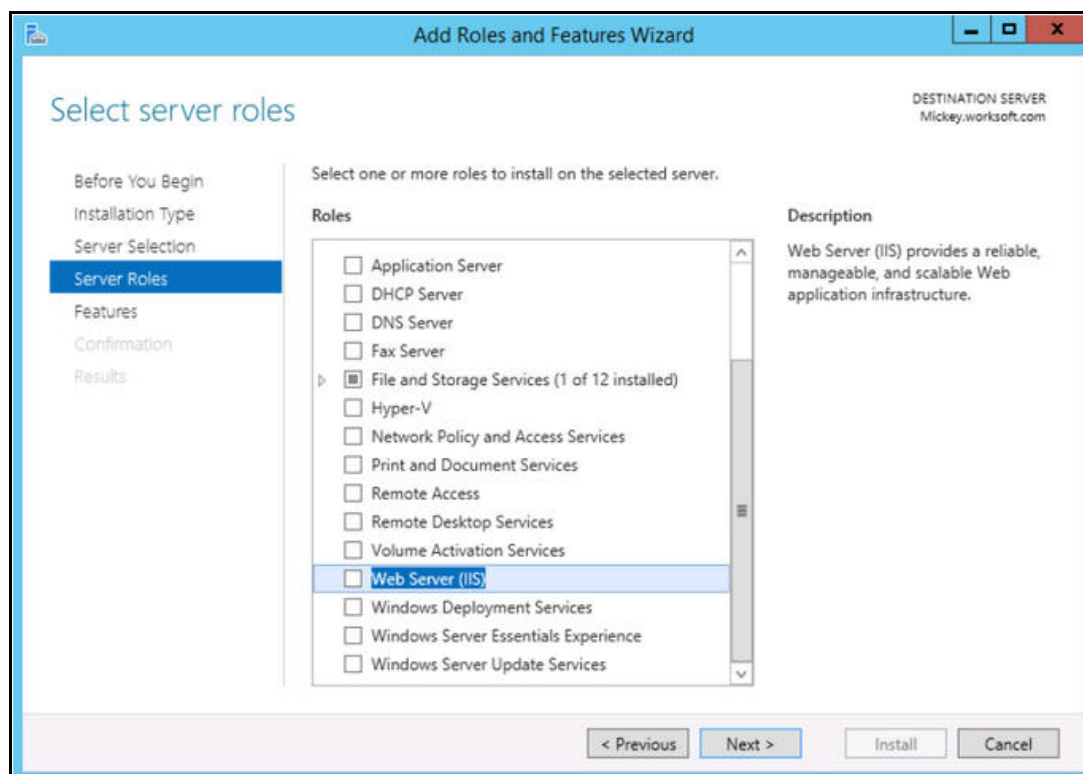 Add Roles and Features Wizard
Select server roles
DESTINATION SERVER
Mickey.worksoft.com
Before You Begin
Installation Type
Server Selection
Server Roles
Features
Confirmation
Results
Select one or more roles to install on the selected server.
Roles
Application Server
DHCP Server
DNS Server
Fax Server
File and Storage Services (1 of 12 installed)
Hyper-V
Network Policy and Access Services
Print and Document Services
Remote Access
Remote Desktop Services
Volume Activation Services
Web Server (IIS)
Windows Deployment Services
Windows Server Essentials Experience
Windows Server Update Services
Description
Web Server (IIS) provides a reliable,
manageable, and scalable Web
application infrastructure.
< Previous
Next >
Install
Cancel